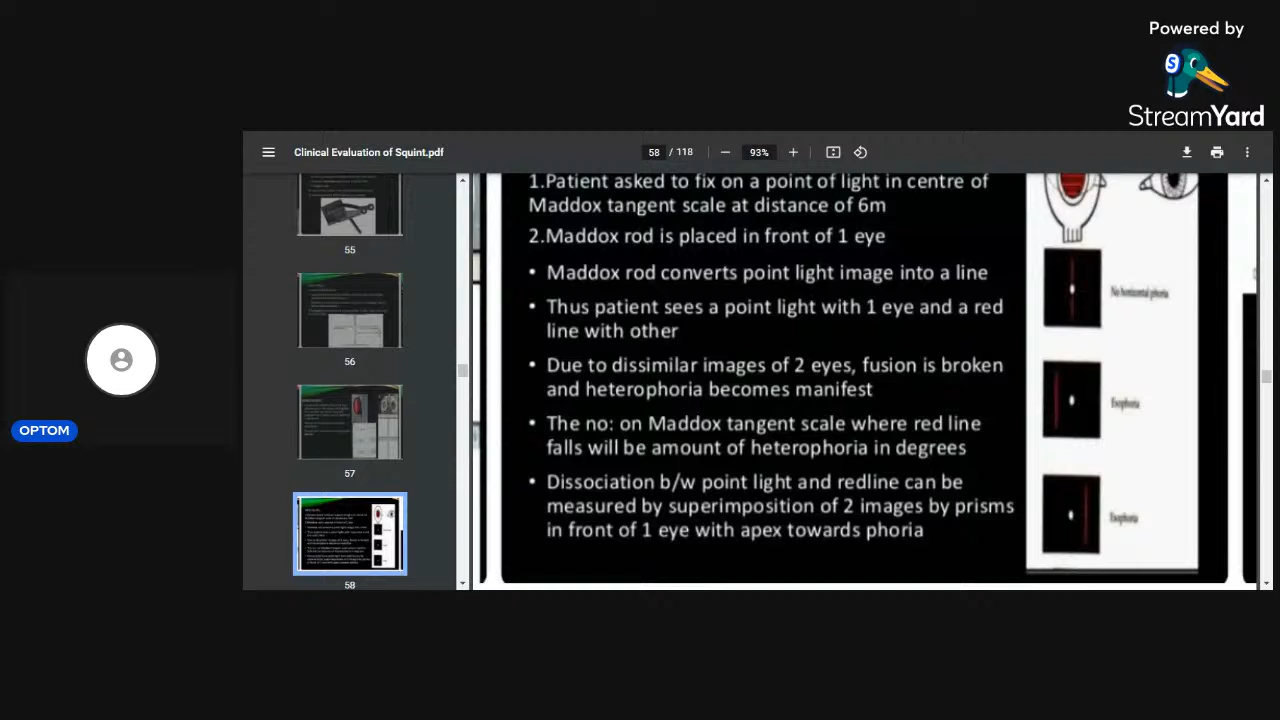 Powered by
S
StreamYard
Clinical Evaluation of Squint.pdf
58 / 118
93%
55
56
57
58
OPTOM
1.Patient asked to fix on a point of light in centre of
Maddox tangent scale at distance of 6m
2.Maddox rod is placed in front of 1 eye
• Maddox rod converts point light image into a line
• Thus patient sees a point light with 1 eye and a red
line with other
• Due to dissimilar images of 2 eyes, fusion is broken
and heterophoria becomes manifest
• The no: on Maddox tangent scale where red line
falls will be amount of heterophoria in degrees
• Dissociation b/w point light and redline can be
measured by superimposition of 2 images by prisms
in front of 1 eye with apex towards phoria
No horizontal phoria